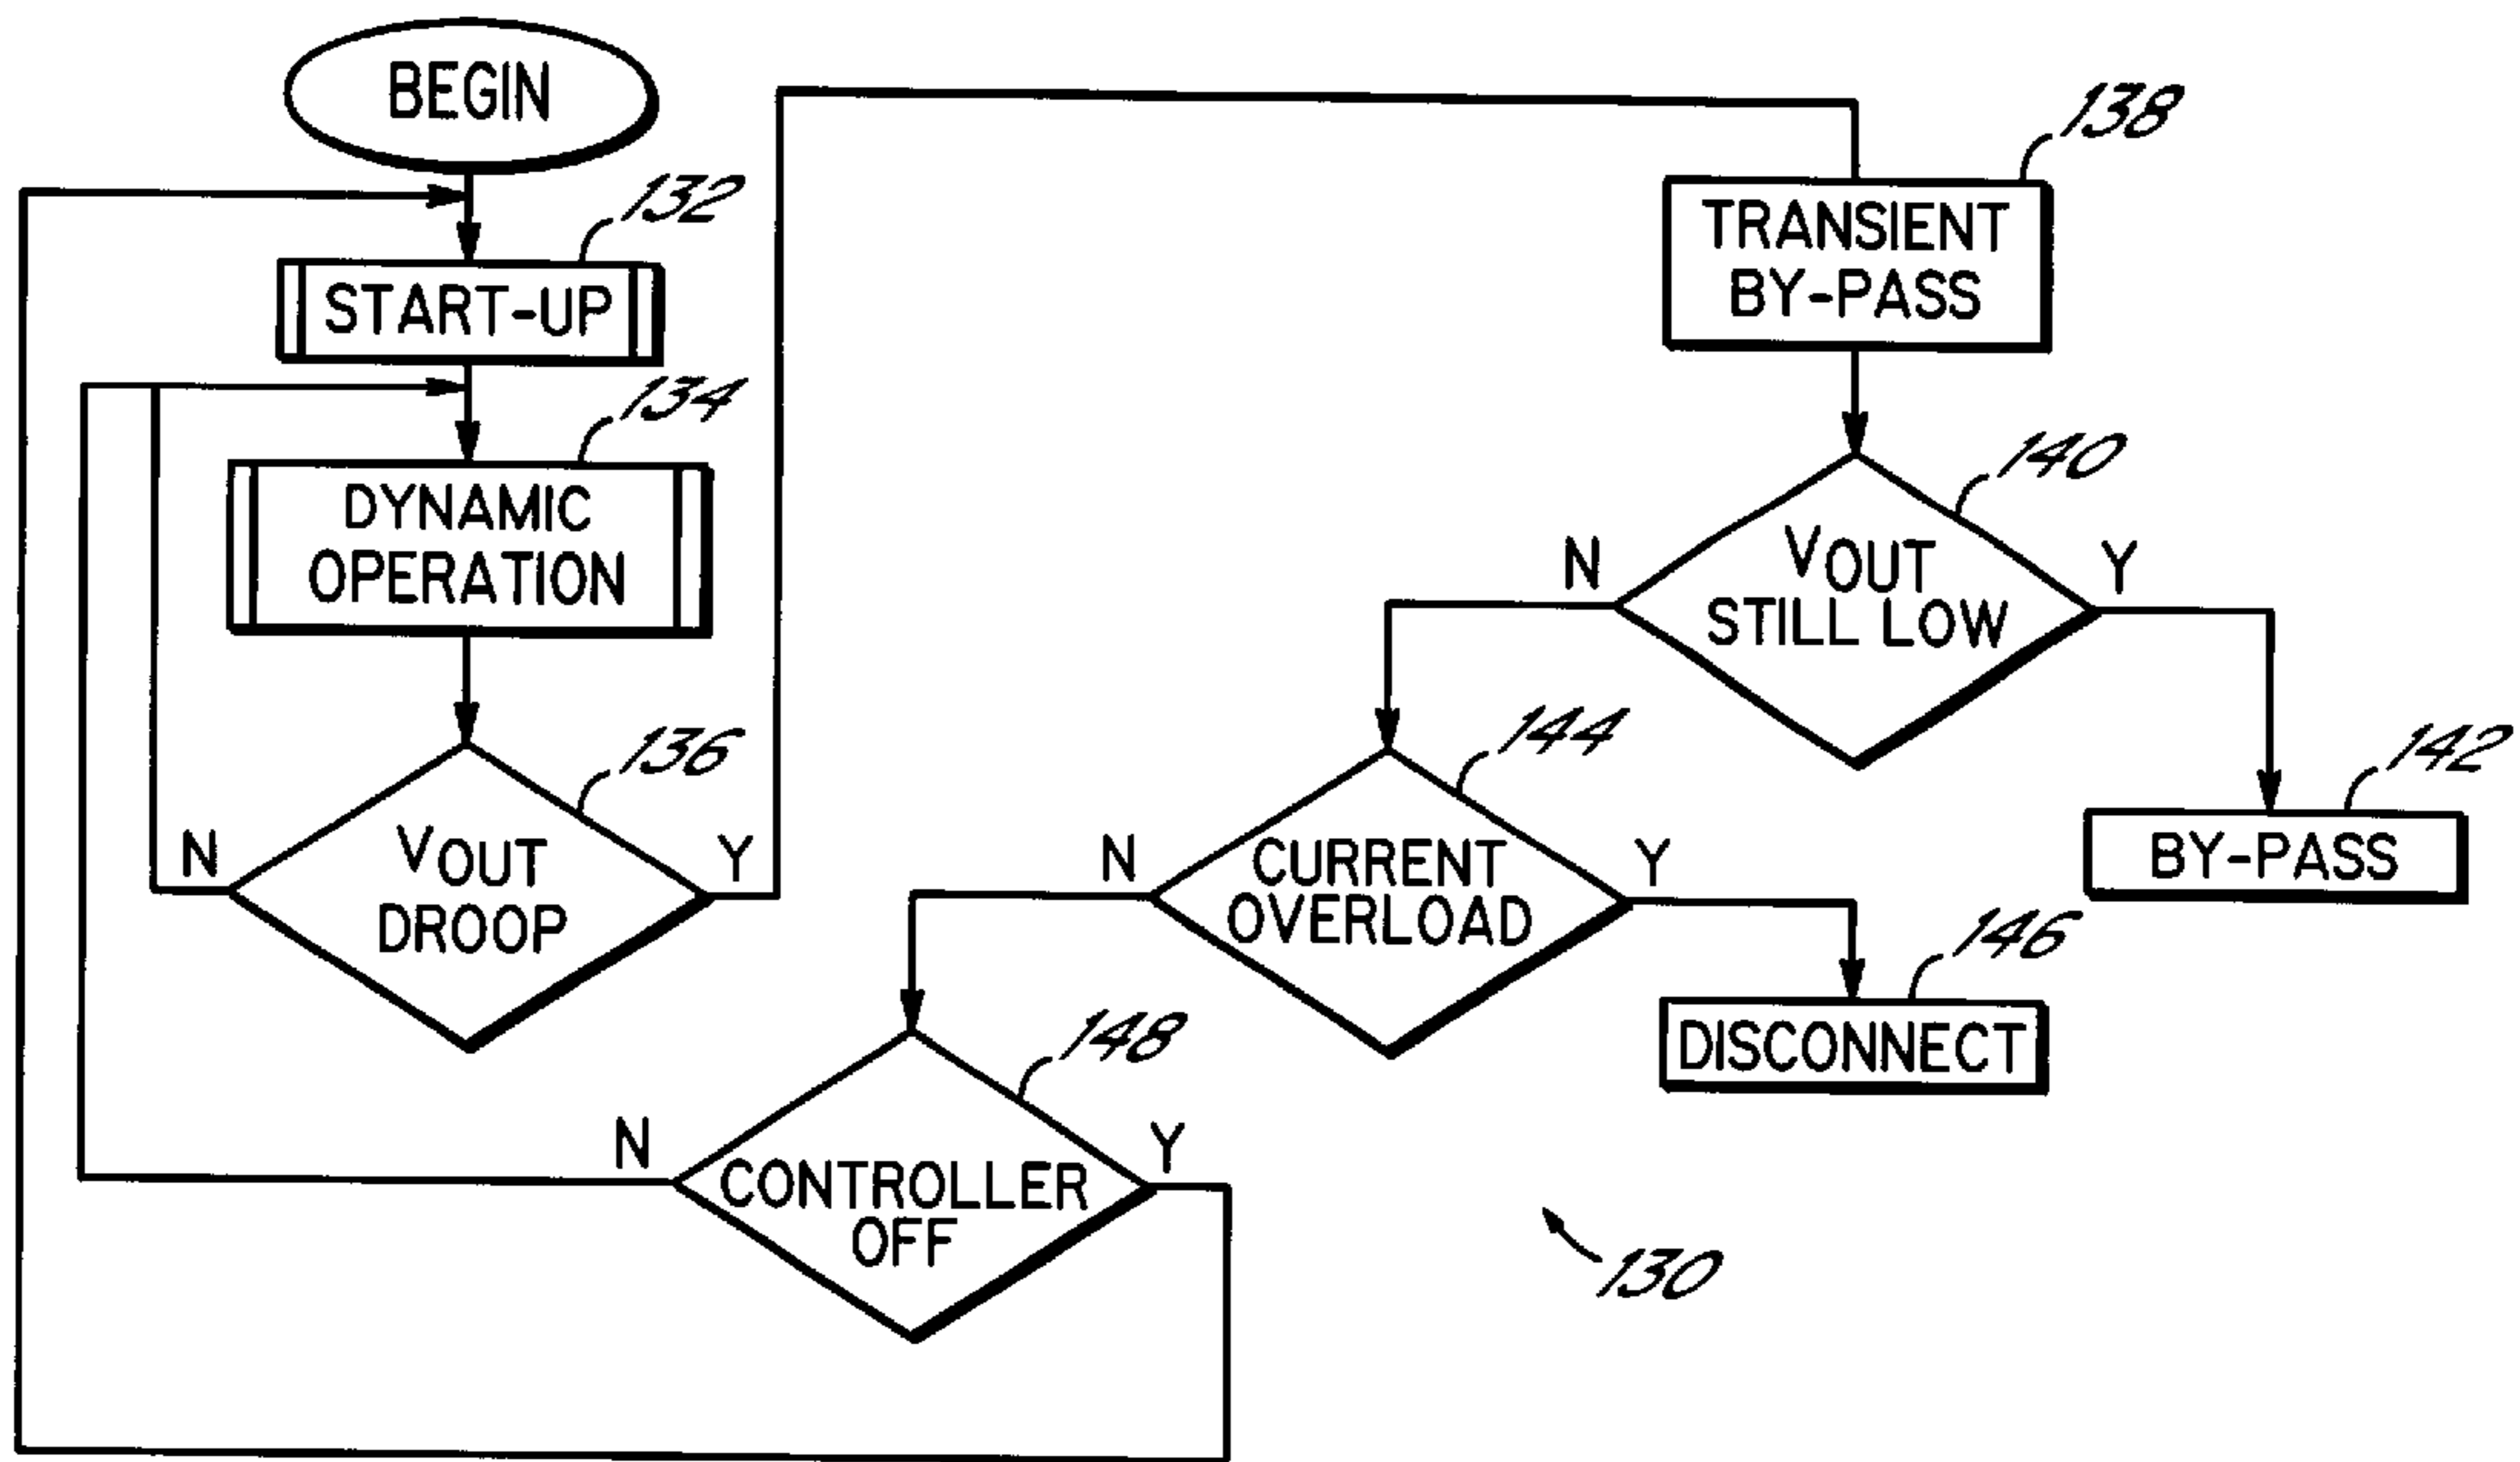 BEGIN
132
START-UP
134
DYNAMIC
OPERATION
136
VOUT
DROOP
N
Y
138
TRANSIENT
BY-PASS
140
VOUT
STILL LOW
N
Y
142
BY-PASS
144
CURRENT
OVERLOAD
N
Y
146
DISCONNECT
148
CONTROLLER
OFF
N
Y
130